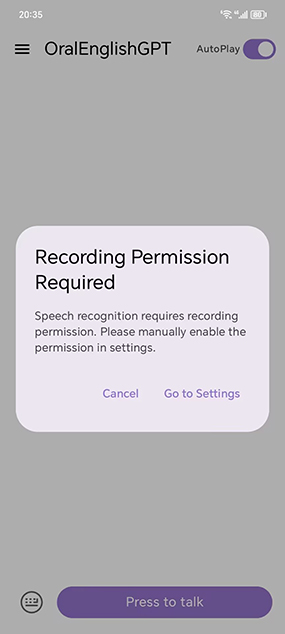 20:35
80
OralEnglishGPT
AutoPlay
Recording Permission
Required
Speech recognition requires recording
permission. Please manually enable the
permission in settings.
Cancel
Go to Settings
Press to talk